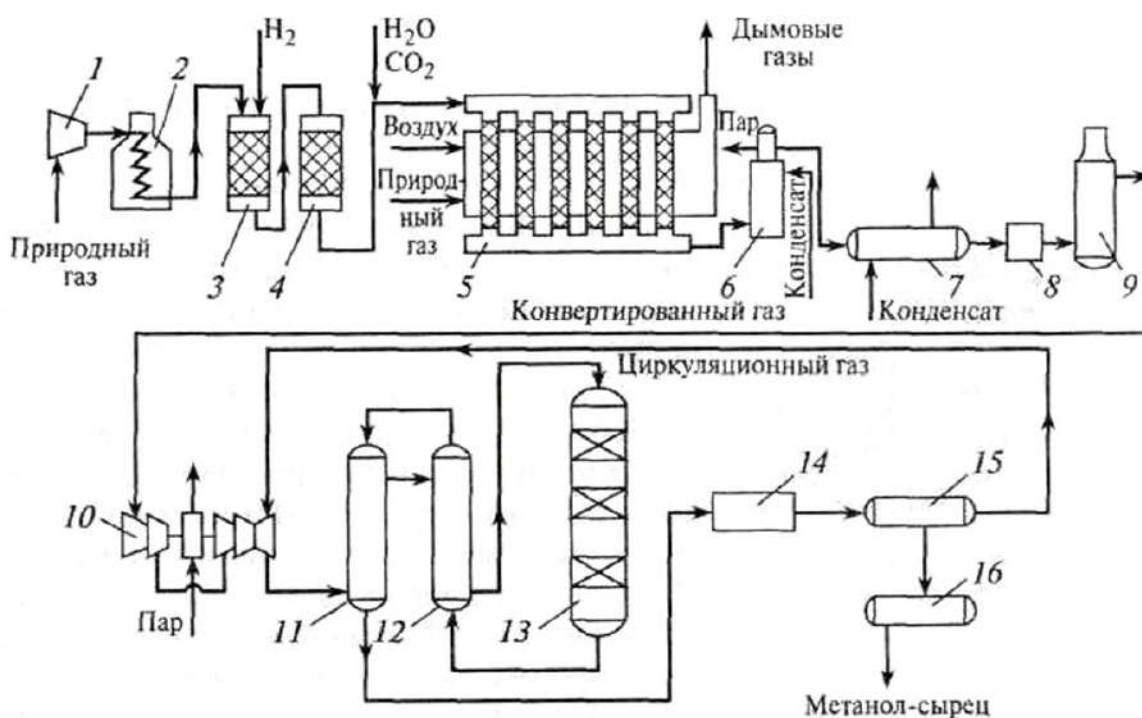 H₂
H₂O
CO₂
Дымовые
газы
1
2
Воздух
Пар
Природ-
ный
газ
Природный
газ
3
4
5
6
Конденсат
7
8
9
Конвертированный газ
Конденсат
Циркуляционный газ
10
14
15
Пар
11
12
13
16
Метанол-сырец